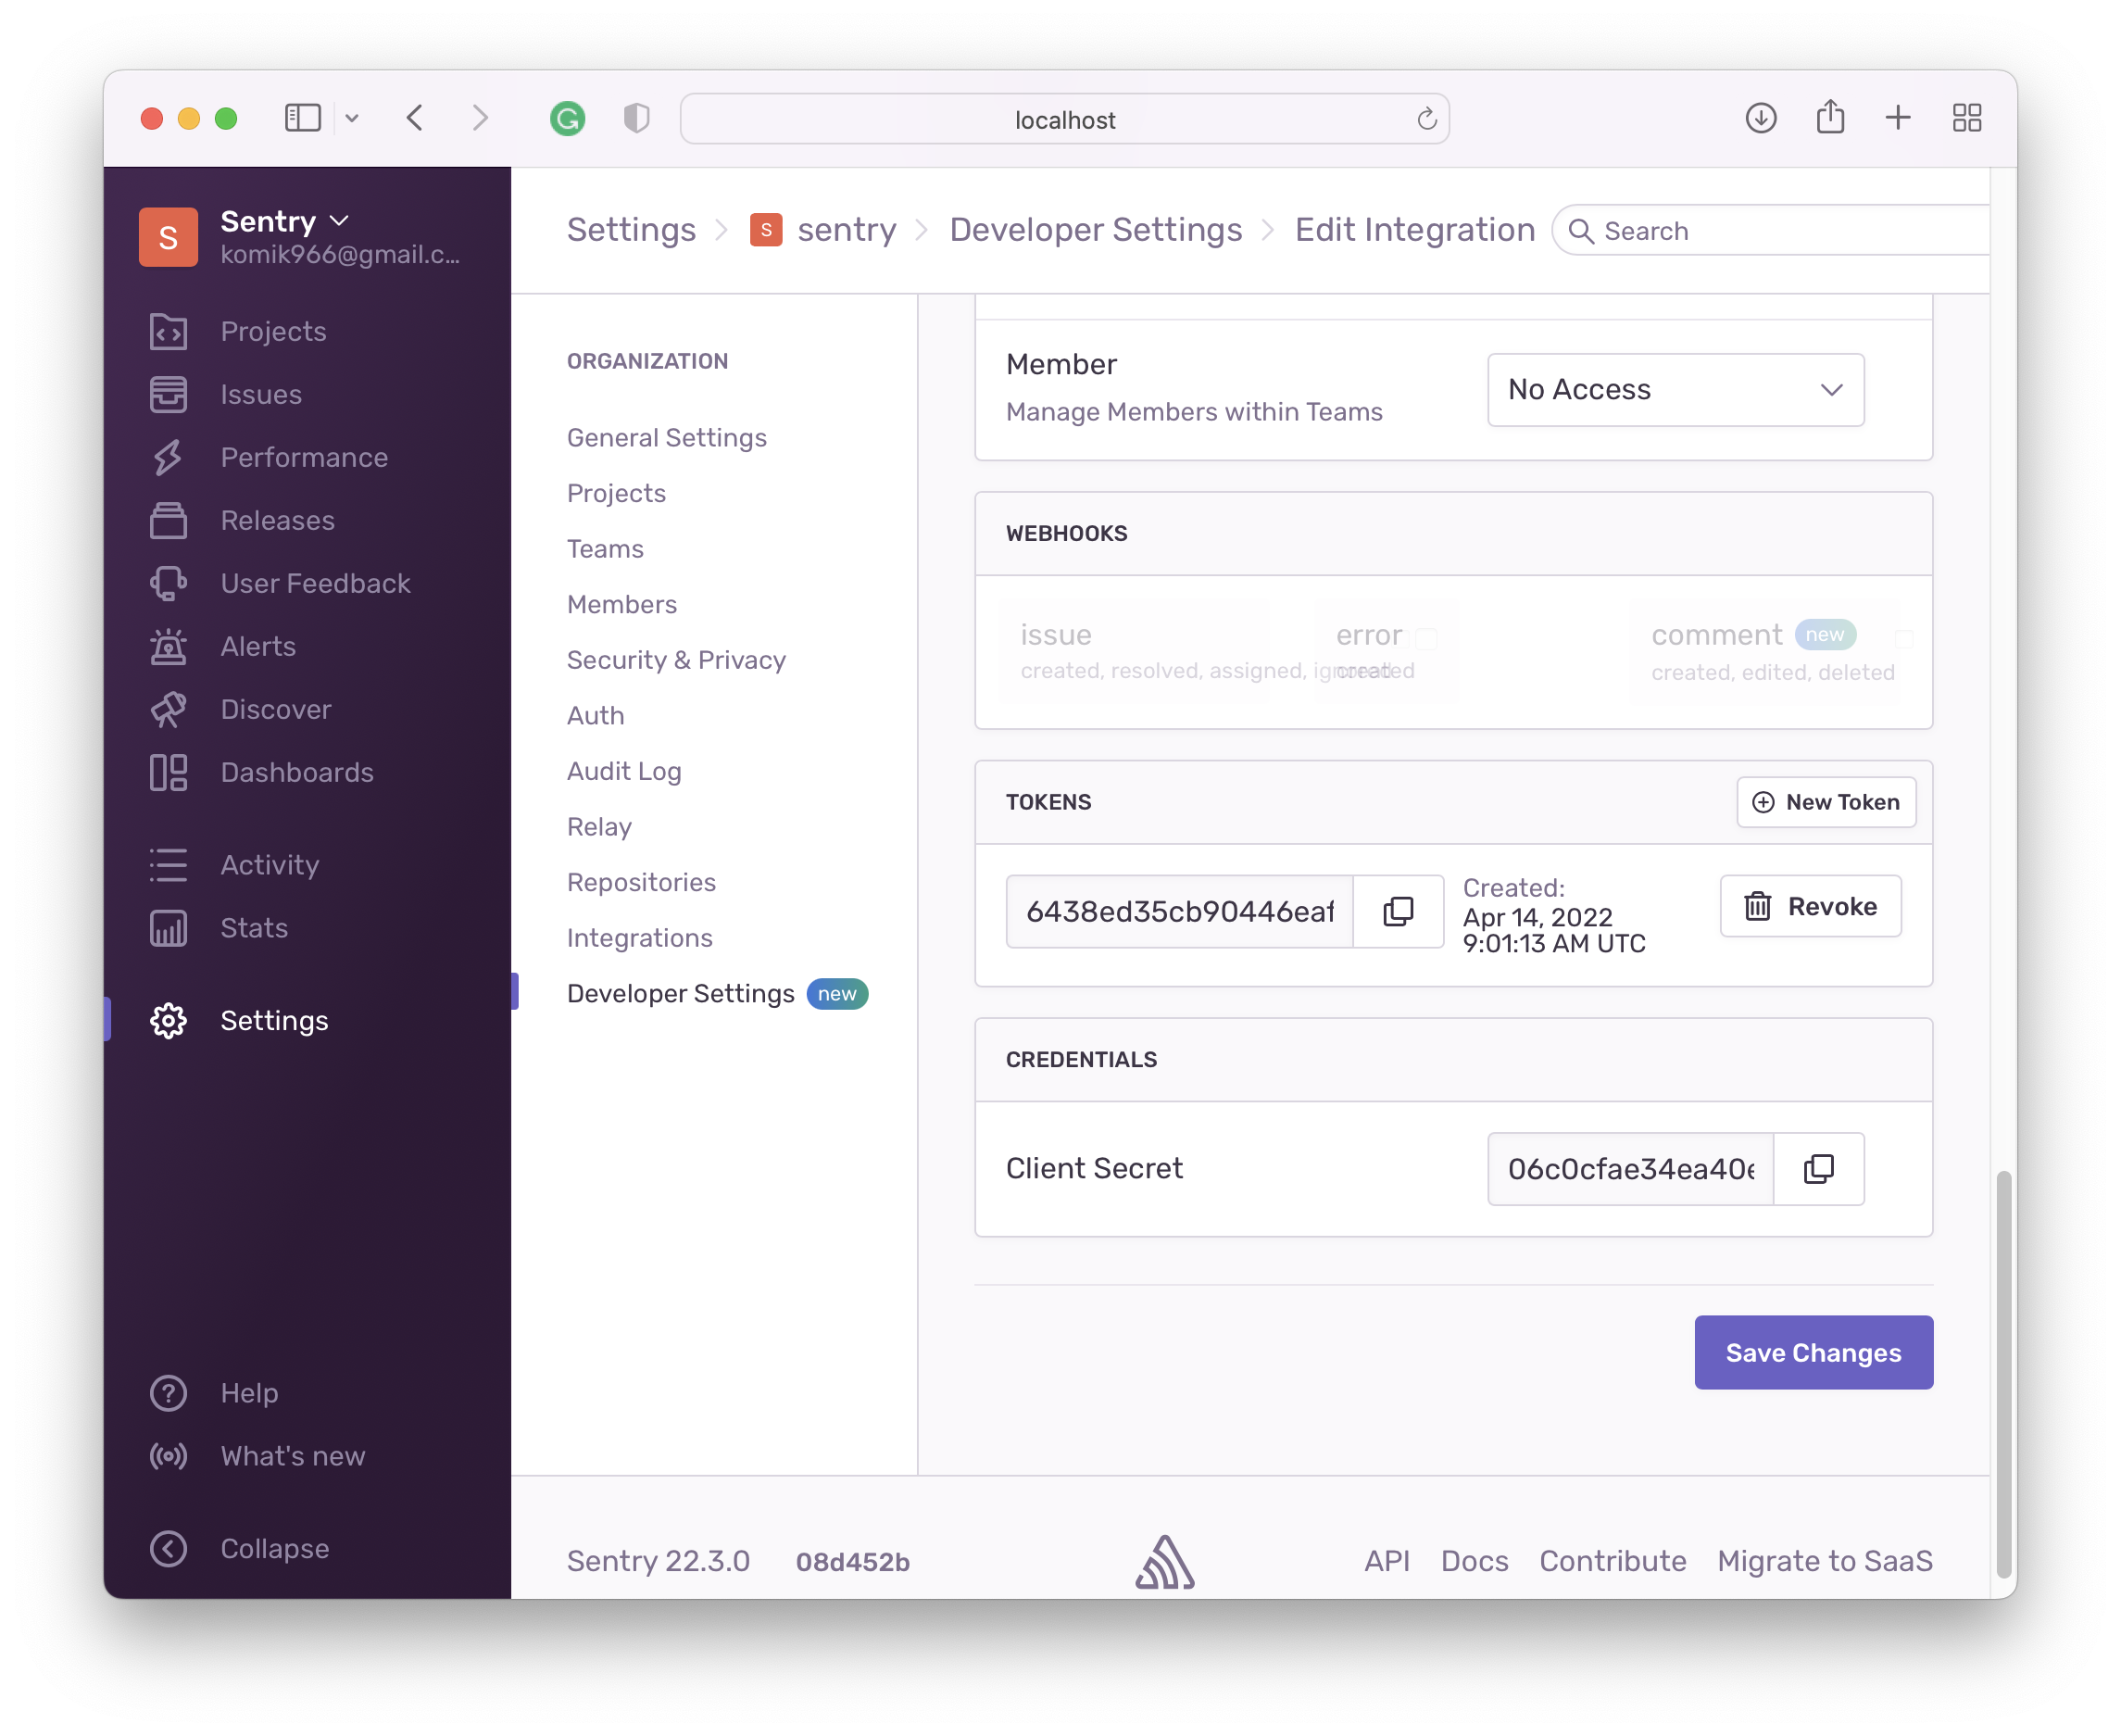 localhost
S
Sentry
komik966@gmail.c...
Projects
Issues
Performance
Releases
User Feedback
Alerts
Discover
Dashboards
Activity
Stats
Settings
Help
What's new
Collapse
Settings > S sentry > Developer Settings > Edit Integration
Search
ORGANIZATION
General Settings
Projects
Teams
Members
Security & Privacy
Auth
Audit Log
Relay
Repositories
Integrations
Developer Settings new
Member
Manage Members within Teams
No Access
WEBHOOKS
issue
created, resolved, assigned, ignored
error
created
comment new
created, edited, deleted
TOKENS
New Token
6438ed35cb90446eaf
Created:
Apr 14, 2022
9:01:13 AM UTC
Revoke
CREDENTIALS
Client Secret
06c0cfae34ea40e
Save Changes
Sentry 22.3.0 08d452b
API Docs Contribute Migrate to SaaS